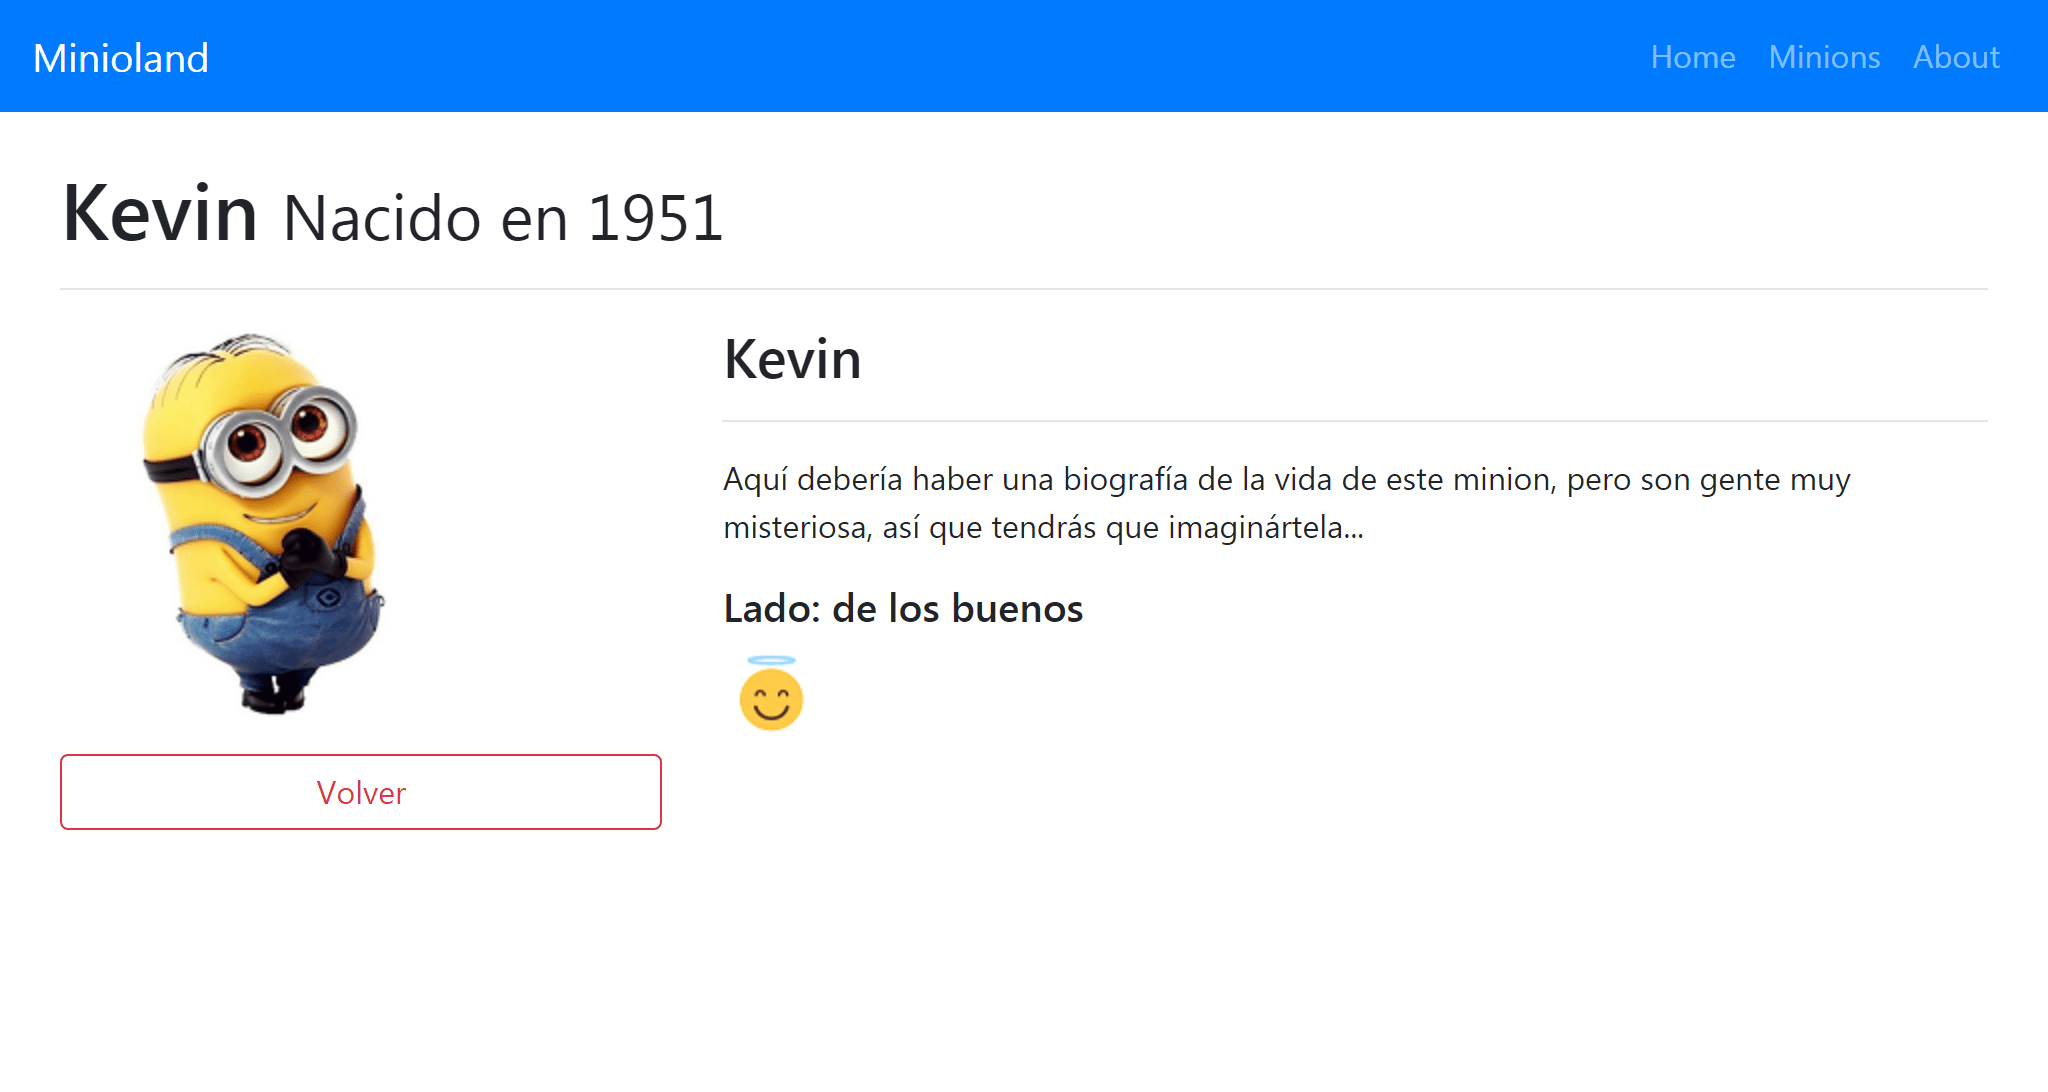 Minioland
Home Minions About
Kevin Nacido en 1951
Kevin
Aquí debería haber una biografía de la vida de este minion, pero son gente muy
misteriosa, así que tendrás que imaginártela...
Lado: de los buenos
Volver